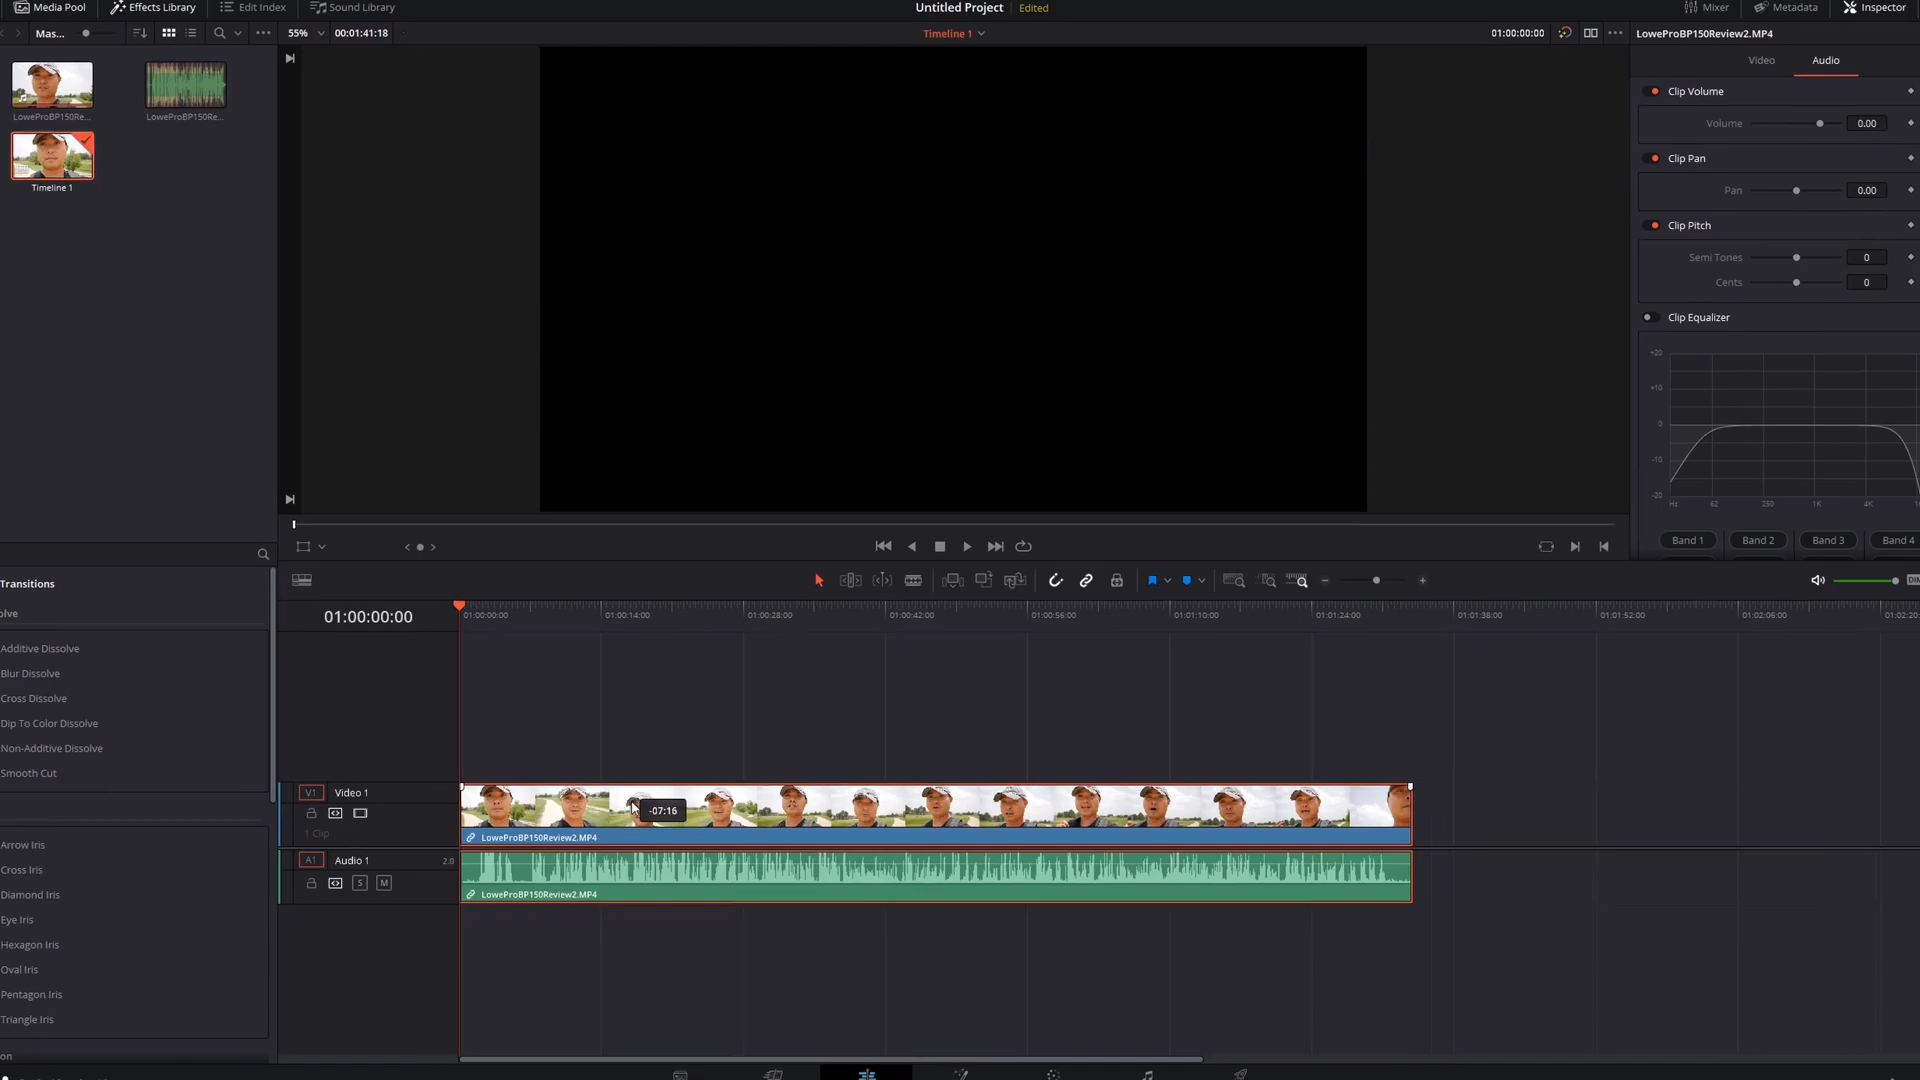 Media Pool
Effects Library
Edit Index
Sound Library
Untitled Project
Edited
Mixer
Metadata
Inspector
Mas...
55%
00:01:41:18
Timeline 1
01:00:00:00
LoweProBP150Review2.MP4
Video
Audio
LoweProBP150Re...
LoweProBP150Re...
Timeline 1
Clip Volume
Volume
0.00
Clip Pan
Pan
0.00
Clip Pitch
Semi Tones
0
Cents
0
Clip Equalizer
+20
+10
0
-10
-20
Hz
62
250
1K
4K
Band 1
Band 2
Band 3
Band 4
Transitions
olve
Additive Dissolve
Blur Dissolve
Cross Dissolve
Dip To Color Dissolve
Non-Additive Dissolve
Smooth Cut
Arrow Iris
Cross Iris
Diamond Iris
Eye Iris
Hexagon Iris
Oval Iris
Pentagon Iris
Triangle Iris
on
DIM
01:00:00:00
01:00:00:00
01:00:14:00
01:00:28:00
01:00:42:00
01:00:56:00
01:01:10:00
01:01:24:00
01:01:38:00
01:01:52:00
01:02:06:00
01:02:20:
V1
Video 1
1 Clip
-07:16
LoweProBP150Review2.MP4
A1
Audio 1
2.0
S
M
LoweProBP150Review2.MP4